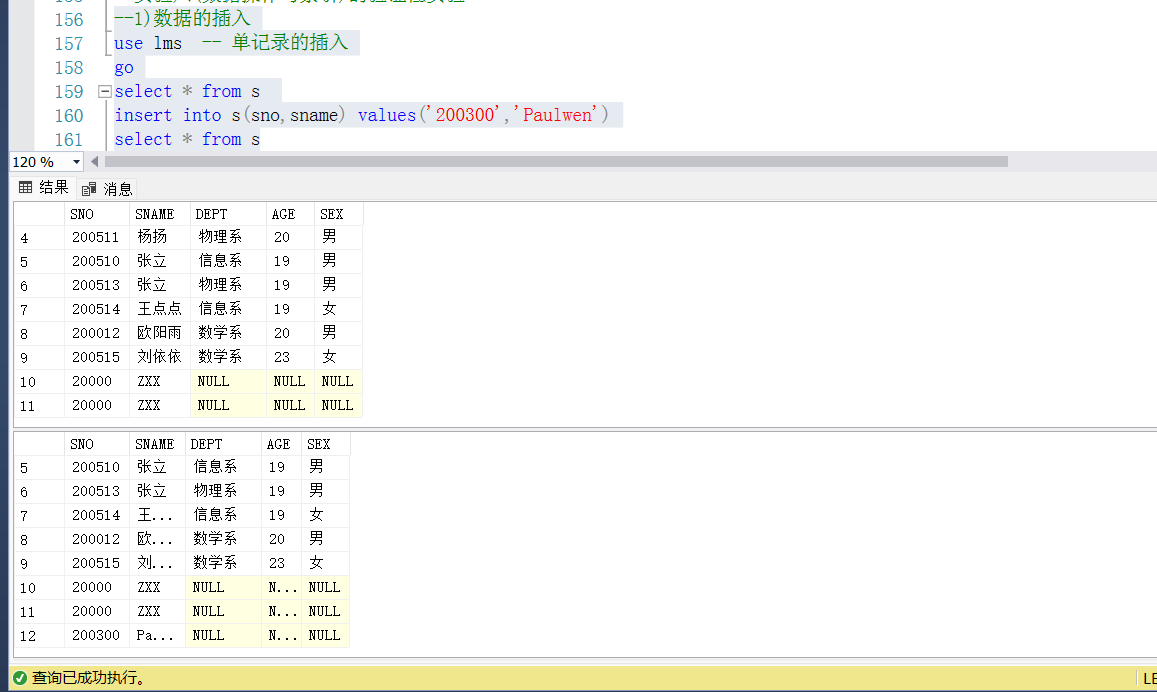 156 --1)数据的插入
157 use lms  -- 单记录的插入
158 go
159 select * from s
160 insert into s(sno,sname) values('200300','Paulwen')
161 select * from s
120 %
结果 消息
SNO SNAME DEPT AGE SEX
4 200511 杨扬 物理系 20 男
5 200510 张立 信息系 19 男
6 200513 张立 物理系 19 男
7 200514 王点点 信息系 19 女
8 200012 欧阳雨 数学系 20 男
9 200515 刘依依 数学系 23 女
10 20000 ZXX NULL NULL NULL
11 20000 ZXX NULL NULL NULL
SNO SNAME DEPT AGE SEX
5 200510 张立 信息系 19 男
6 200513 张立 物理系 19 男
7 200514 王... 信息系 19 女
8 200012 欧... 数学系 20 男
9 200515 刘... 数学系 23 女
10 20000 ZXX NULL N... NULL
11 20000 ZXX NULL N... NULL
12 200300 Pa... NULL N... NULL
查询已成功执行。